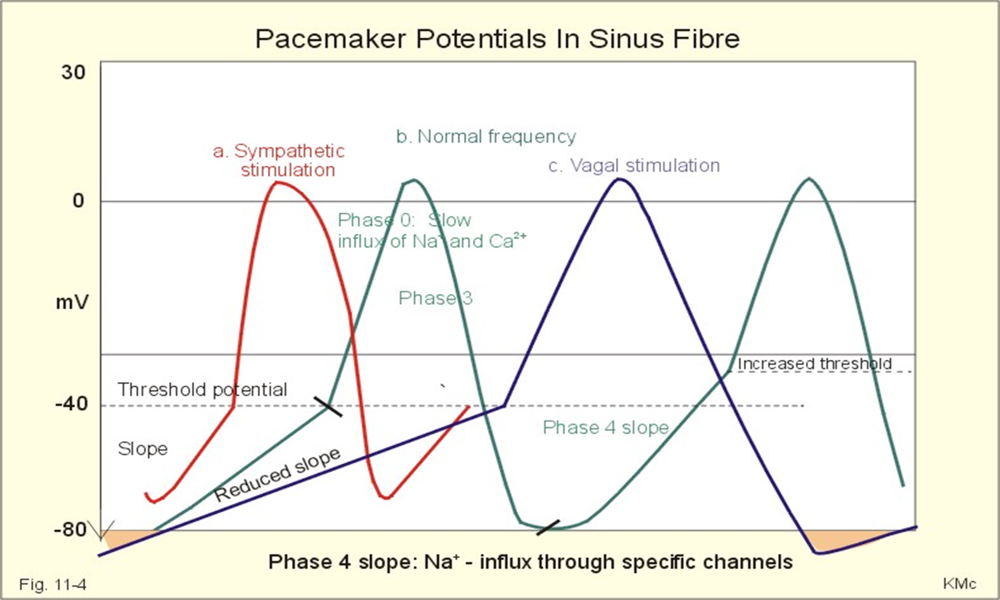 Pacemaker Potentials In Sinus Fibre
30
b. Normal frequency
a. Sympathetic
stimulation
c. Vagal stimulation
0
Phase 0: Slow
influx of Na⁺ and Ca²⁺
Phase 3
mV
Increased threshold
Threshold potential
-40
Phase 4 slope
Slope
Reduced slope
-80
Phase 4 slope: Na⁺ - influx through specific channels
Fig. 11-4
KMc